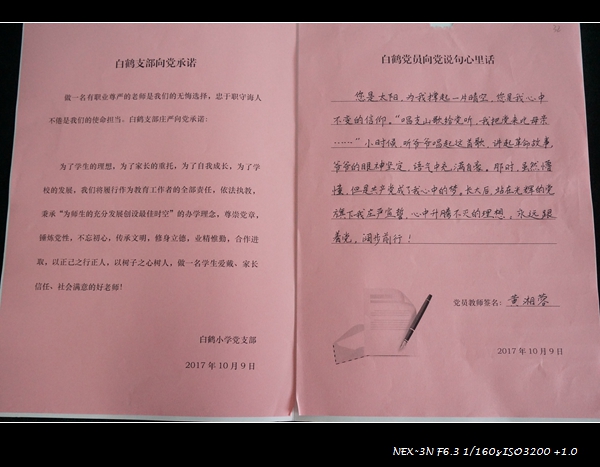 白鹤支部向党承诺
做一名有职业尊严的老师是我们的无悔选择，忠于职守诲人
不倦是我们的使命担当。白鹤支部庄严向党承诺：
为了学生的理想，为了家长的重托，为了自我成长，为了学
校的发展，我们将履行作为教育工作者的全部责任，依法执教，
秉承“为师生的充分发展创设最佳时空”的办学理念，尊崇党章，
锤炼党性，不忘初心，传承文明，修身立德，业精惟勤，合作进
取，以正己之行正人，以树子之心树人，做一名学生爱戴、家长
信任、社会满意的好老师！
白鹤小学党支部
2017 年 10 月 9 日
白鹤党员向党说句心里话
您是太阳，为我撑起一片晴空，您是我心中
不变的信仰。“唱支山歌给党听，我把党来比母亲
……”小时候，听爷爷唱起这首歌，讲起革命故事，
爷爷的眼神坚定，语气中充满自豪。那时，虽然懵
懂，但是共产党成了我心中的梦。长大后，站在光辉的党
旗下我庄严宣誓，心中升腾不灭的理想，永远跟
着党，阔步前行！
党员教师签名：黄湘蓉
2017 年 10 月 9 日
NEX-3N F6.3 1/160s ISO3200 +1.0